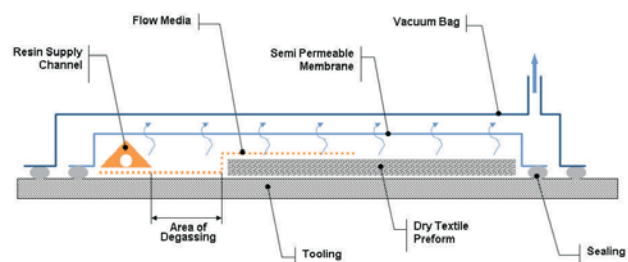 Flow Media
Vacuum Bag
Resin Supply
Channel
Semi Permeable
Membrane
Area of
Degassing
Tooling
Dry Textile
Preform
Sealing